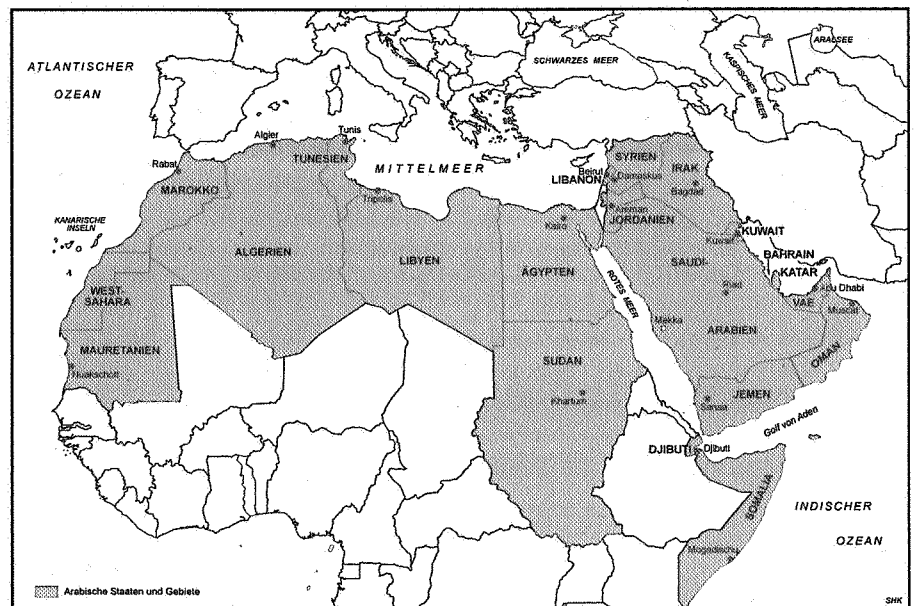 ATLANTISCHER
OZEAN
SCHWARZES MEER
KASPISCHES MEER
ARALSEE
Algier
Tunis
TUNESIEN
MITTELMEER
Rabat
MAROKKO
Tripolis
Beirut
LIBANON
SYRIEN
Damaskus
IRAK
Bagdad
Amman
JORDANIEN
Kairo
KANARISCHE
INSELN
ALGERIEN
LIBYEN
ÄGYPTEN
KUWAIT
Kuwait
BAHRAIN
KATAR
SAUDI-
ARABIEN
Riad
Abu Dhabi
VAE
Muscat
ROTES MEER
Mekka
WEST-
SAHARA
MAURETANIEN
Nuakschott
SUDAN
Khartum
OMAN
JEMEN
Sanaa
Golf von Aden
DJIBUTI
Djibuti
SOMALIA
Mogadischu
INDISCHER
OZEAN
Arabische Staaten und Gebiete
SHK